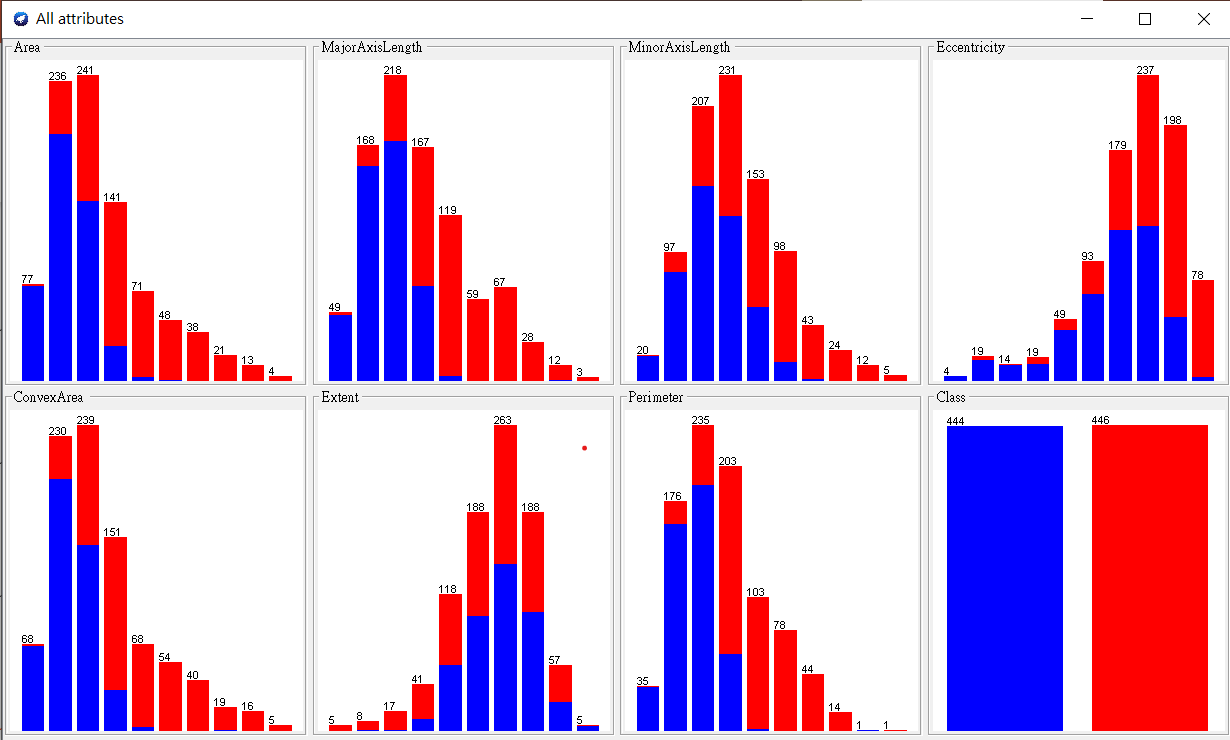 All attributes
Area
77 236 241 141 71 48 38 21 13 4
MajorAxisLength
49 168 218 167 119 59 67 28 12 3
MinorAxisLength
20 97 207 231 153 98 43 24 12 5
Eccentricity
4 19 14 19 49 93 179 237 198 78
ConvexArea
68 230 239 151 68 54 40 19 16 5
Extent
5 8 17 41 118 188 263 188 57 5
Perimeter
35 176 235 203 103 78 44 14 1 1
Class
444 446